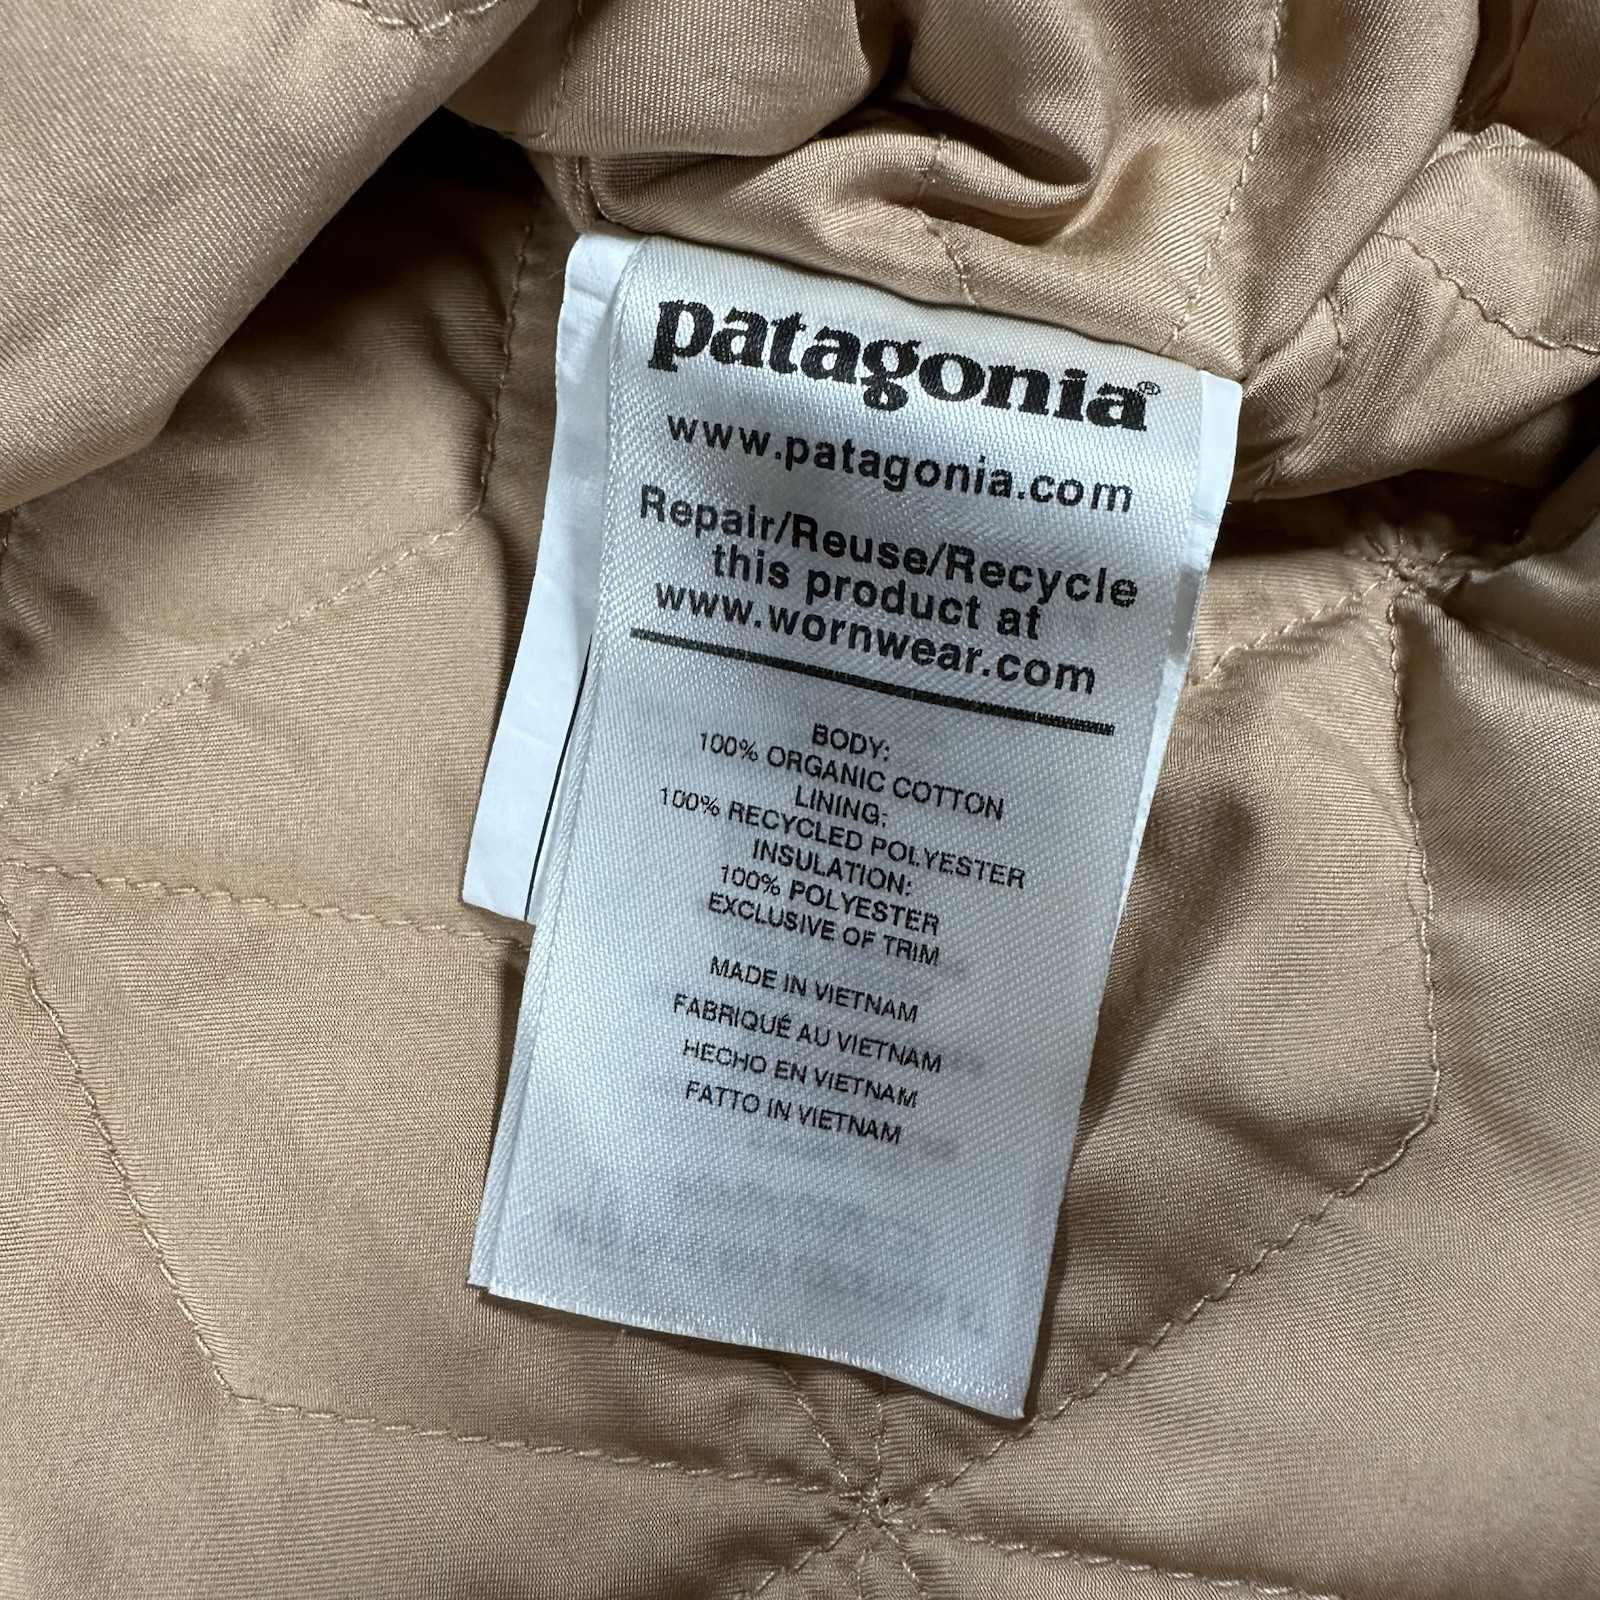 patagonia®
www.patagonia.com
Repair/Reuse/Recycle
this product at
www.wornwear.com
BODY:
100% ORGANIC COTTON
LINING:
100% RECYCLED POLYESTER
INSULATION:
100% POLYESTER
EXCLUSIVE OF TRIM
MADE IN VIETNAM
FABRIQUÉ AU VIETNAM
HECHO EN VIETNAM
FATTO IN VIETNAM